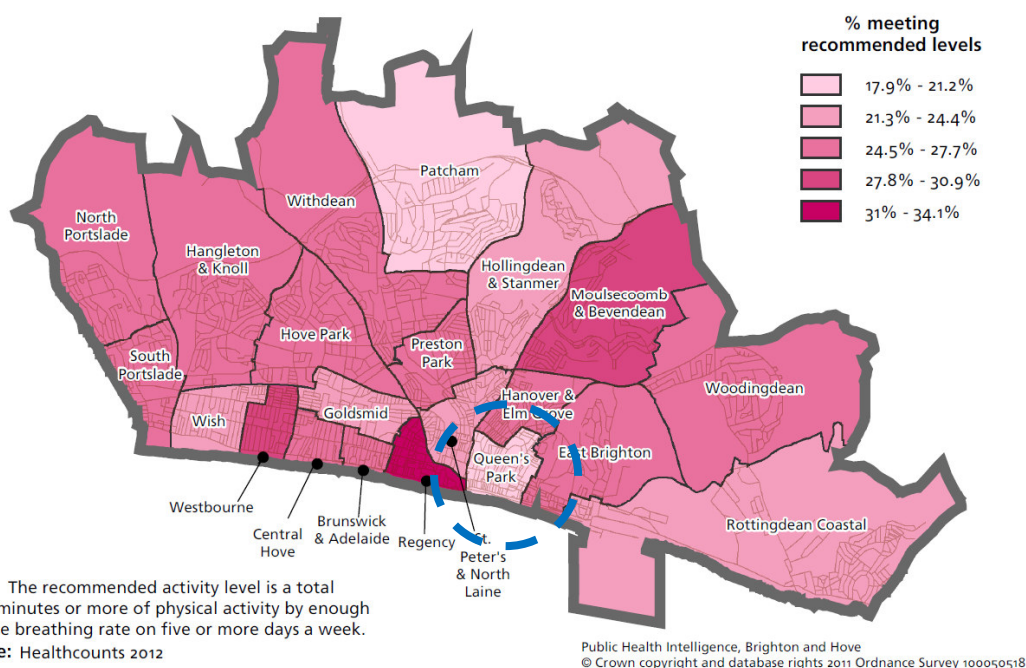 % meeting
recommended levels
17.9% - 21.2%
21.3% - 24.4%
24.5% - 27.7%
27.8% - 30.9%
31% - 34.1%
Patcham
Withdean
North
Portslade
Hangleton
& Knoll
Hollingdean
& Stanmer
Moulsecoomb
& Bevendean
Hove Park
Preston
Park
South
Portslade
Woodingdean
Hanover &
Elm Grove
Wish
Goldsmid
East Brighton
Queen's
Park
Rottingdean Coastal
Westbourne
Central
Hove
Brunswick
& Adelaide
Regency
St.
Peter's
& North
Laine
The recommended activity level is a total
minutes or more of physical activity by enough
e breathing rate on five or more days a week.
e: Healthcounts 2012
Public Health Intelligence, Brighton and Hove
© Crown copyright and database rights 2011 Ordnance Survey 100050518